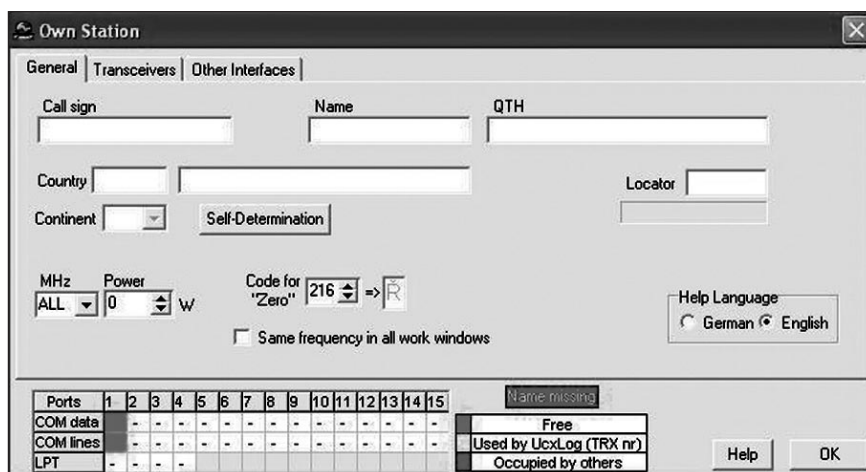 Own Station
General Transceivers Other Interfaces
Call sign Name QTH
Country Locator
Continent Self-Determination
MHz Power Code for "Zero" 216 => Ř
ALL 0 W
Help Language
German English
Same frequency in all work windows
Ports 1 2 3 4 5 6 7 8 9 10 11 12 13 14 15
Name missing
COM data - - - - - - - - - - - - - -
Free
COM lines - - - - - - - - - - - - - -
Used by UcxLog (TRX nr)
LPT - - - -
Occupied by others
Help OK